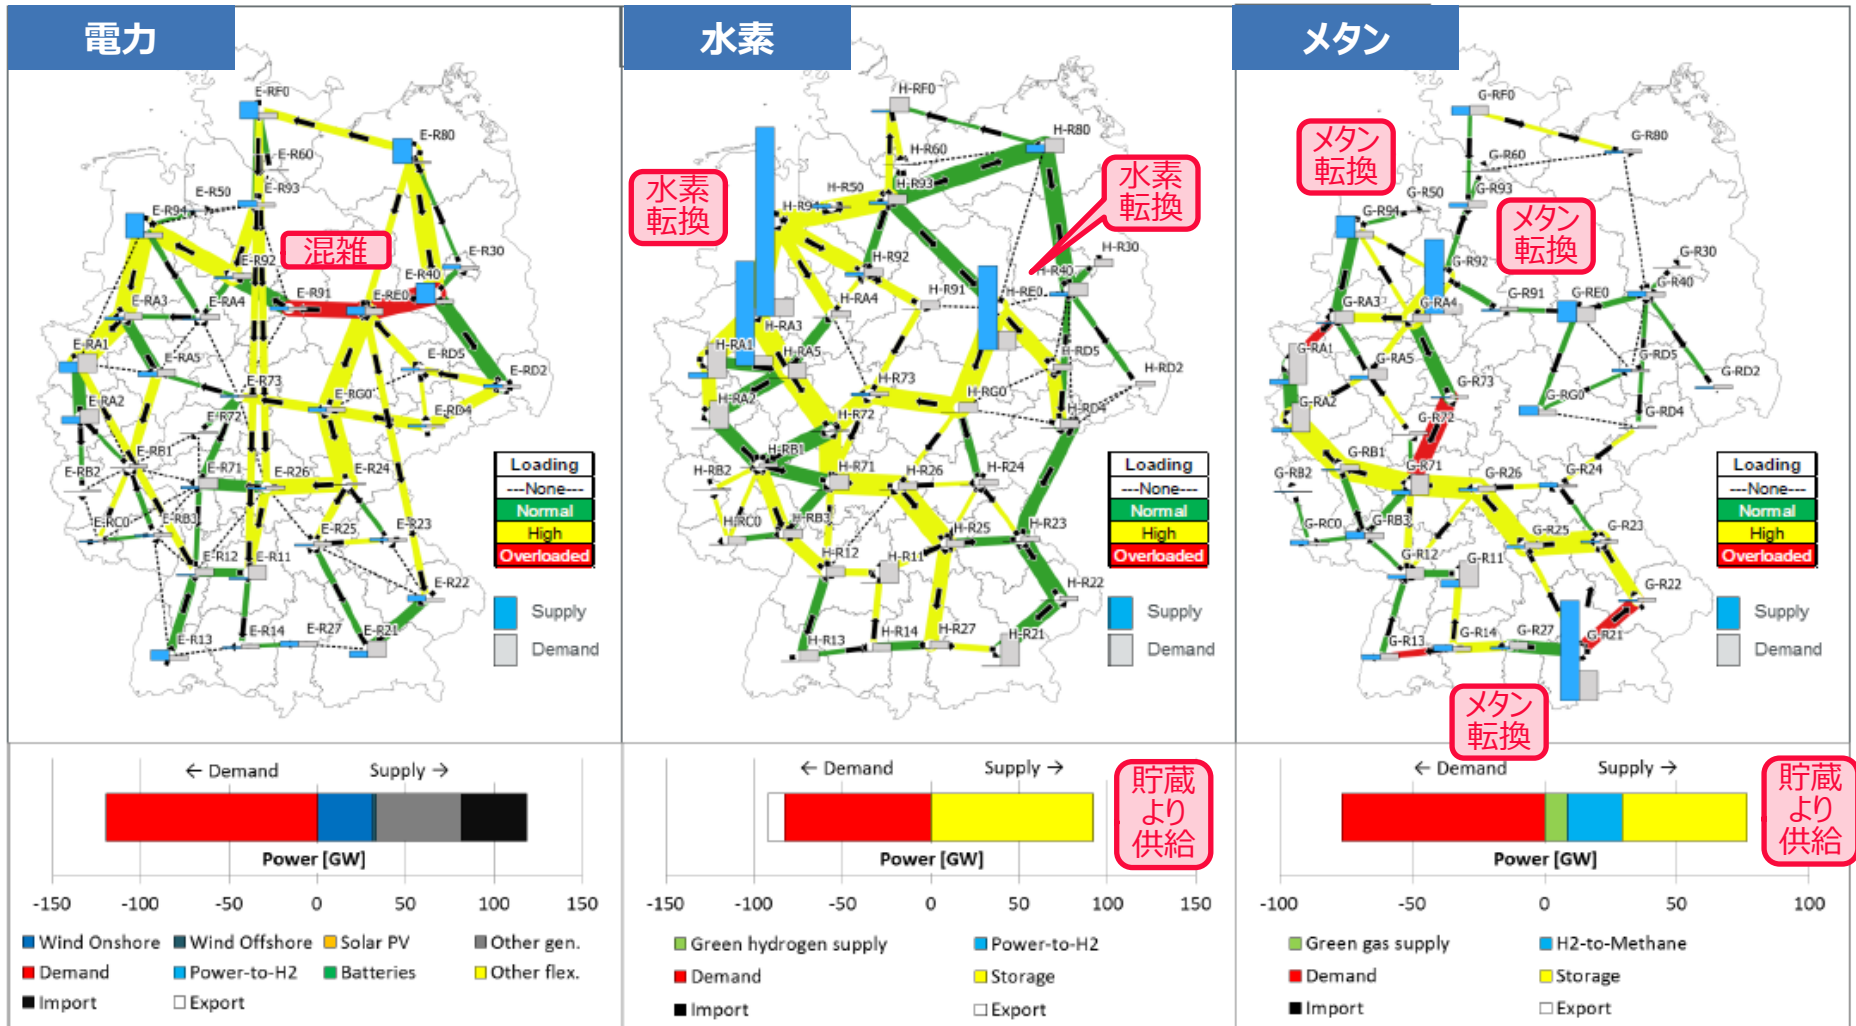 電力
E-RF0
E-R80
E-R60
E-R50
E-R93
E-R94
混雑
E-R92
E-R30
E-R40
E-RA3
E-RA4
E-R91
E-RE0
E-RA1
E-RA5
E-RD5
E-RD2
E-R73
E-RA2
E-R72
E-RG0
E-RD4
E-RB1
E-RB2
E-R71
E-R26
E-R24
E-RC0
E-RB3
E-R25
E-R23
E-R12
E-R11
E-R22
E-R13
E-R14
E-R27
E-R21
Loading
---None---
Normal
High
Overloaded
Supply
Demand
← Demand
Supply →
Power [GW]
-150
-100
-50
0
50
100
150
Wind Onshore
Wind Offshore
Solar PV
Other gen.
Demand
Power-to-H2
Batteries
Other flex.
Import
Export
水素
H-RF0
H-R80
H-R60
水素
転換
水素
転換
H-R50
H-R93
H-R94
H-R92
H-R30
H-R40
H-RA4
H-R91
H-RE0
H-RA3
H-RA1
H-RA5
H-RD5
H-RD2
H-R73
H-RA2
H-R72
H-RG0
H-RD4
H-RB1
H-RB2
H-R71
H-R26
H-R24
H-RC0
H-RB3
H-R25
H-R23
H-R12
H-R11
H-R22
H-R13
H-R14
H-R27
H-R21
Loading
---None---
Normal
High
Overloaded
Supply
Demand
← Demand
Supply →
貯蔵
より
供給
Power [GW]
-150
-100
-50
0
50
100
150
Green hydrogen supply
Power-to-H2
Demand
Storage
Import
Export
メタン
G-RF0
G-R80
メタン
転換
G-R60
G-R50
G-R93
G-R94
メタン
転換
G-R92
G-R30
G-R40
G-RA3
G-RA4
G-R91
G-RE0
G-RA1
G-RA5
G-RD5
G-RD2
G-R73
G-RA2
G-R72
G-RG0
G-RD4
G-RB1
G-RB2
G-R71
G-R26
G-R24
G-RC0
G-RB3
G-R25
G-R23
G-R12
G-R11
G-R22
G-R13
G-R14
G-R27
G-R21
メタン
転換
Loading
---None---
Normal
High
Overloaded
Supply
Demand
← Demand
Supply →
貯蔵
より
供給
Power [GW]
-100
-50
0
50
100
Green gas supply
H2-to-Methane
Demand
Storage
Import
Export